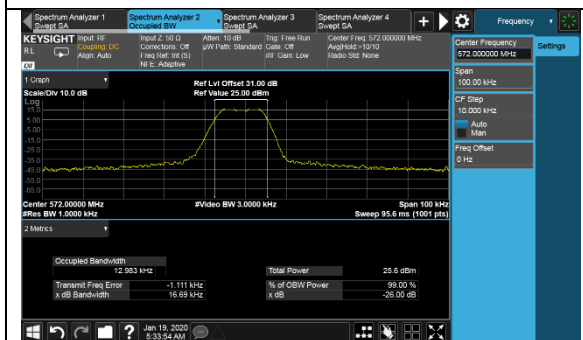 Spectrum Analyzer 1
Swept SA
Spectrum Analyzer 2
Occupied BW
Spectrum Analyzer 3
Swept SA
Spectrum Analyzer 4
Swept SA
Frequency
KEYSIGHT
RL
Input: RF
Coupling: DC
Align: Auto
Input Z: 50 Ω
Corrections: Off
Freq Ref: Int (S)
NFE: Adaptive
Atten: 10 dB
µW Path: Standard
Trig: Free Run
Gate: Off
#IF Gain: Low
Center Freq: 572.000000 MHz
Avg|Hold:>10/10
Radio Std: None
Center Frequency
572.000000 MHz
Settings
Span
100.00 kHz
CF Step
10.000 kHz
Auto
Man
Freq Offset
0 Hz
1 Graph
Scale/Div 10.0 dB
Ref Lvl Offset 31.00 dB
Ref Value 25.00 dBm
Log
15.0
5.00
-5.00
-15.0
-25.0
-35.0
-45.0
-55.0
-65.0
Center 572.00000 MHz
#Video BW 3.0000 kHz
Span 100 kHz
#Res BW 1.0000 kHz
Sweep 95.6 ms (1001 pts)
2 Metrics
Occupied Bandwidth
12.983 kHz
Total Power
25.6 dBm
Transmit Freq Error
-1.111 kHz
% of OBW Power
99.00 %
x dB Bandwidth
16.69 kHz
x dB
-26.00 dB
Jan 19, 2020
5:33:54 AM